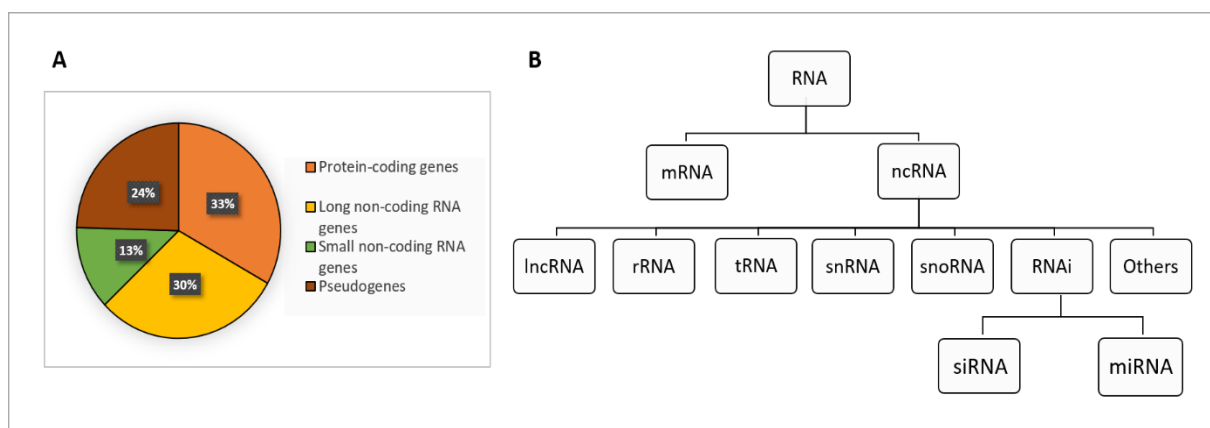 A
Protein-coding genes
Long non-coding RNA
genes
Small non-coding RNA
genes
Pseudogenes
33%
30%
13%
24%
B
RNA
mRNA
ncRNA
lncRNA
rRNA
tRNA
snRNA
snoRNA
RNAi
Others
siRNA
miRNA